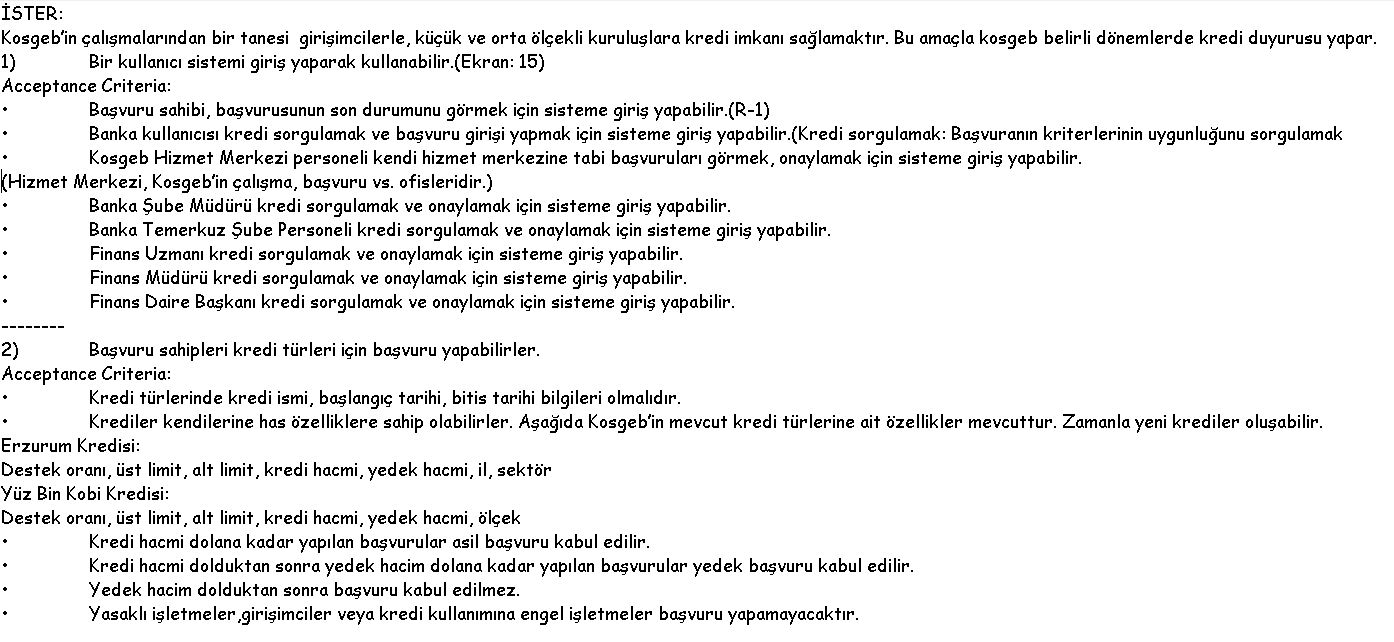 İSTER:
Kosgeb’in çalışmalarından bir tanesi  girişimcilerle, küçük ve orta ölçekli kuruluşlara kredi imkanı sağlamaktır. Bu amaçla kosgeb belirli dönemlerde kredi duyurusu yapar.
1) Bir kullanıcı sistemi giriş yaparak kullanabilir.(Ekran: 15)
Acceptance Criteria:
• Başvuru sahibi, başvurusunun son durumunu görmek için sisteme giriş yapabilir.(R-1)
• Banka kullanıcısı kredi sorgulamak ve başvuru girişi yapmak için sisteme giriş yapabilir.(Kredi sorgulamak: Başvuranın kriterlerinin uygunluğunu sorgulamak
• Kosgeb Hizmet Merkezi personeli kendi hizmet merkezine tabi başvuruları görmek, onaylamak için sisteme giriş yapabilir.
(Hizmet Merkezi, Kosgeb’in çalışma, başvuru vs. ofisleridir.)
• Banka Şube Müdürü kredi sorgulamak ve onaylamak için sisteme giriş yapabilir.
• Banka Temerkuz Şube Personeli kredi sorgulamak ve onaylamak için sisteme giriş yapabilir.
• Finans Uzmanı kredi sorgulamak ve onaylamak için sisteme giriş yapabilir.
• Finans Müdürü kredi sorgulamak ve onaylamak için sisteme giriş yapabilir.
• Finans Daire Başkanı kredi sorgulamak ve onaylamak için sisteme giriş yapabilir.
--------
2) Başvuru sahipleri kredi türleri için başvuru yapabilirler.
Acceptance Criteria:
• Kredi türlerinde kredi ismi, başlangıç tarihi, bitis tarihi bilgileri olmalıdır.
• Krediler kendilerine has özelliklere sahip olabilirler. Aşağıda Kosgeb’in mevcut kredi türlerine ait özellikler mevcuttur. Zamanla yeni krediler oluşabilir.
Erzurum Kredisi:
Destek oranı, üst limit, alt limit, kredi hacmi, yedek hacmi, il, sektör
Yüz Bin Kobi Kredisi:
Destek oranı, üst limit, alt limit, kredi hacmi, yedek hacmi, ölçek
• Kredi hacmi dolana kadar yapılan başvurular asil başvuru kabul edilir.
• Kredi hacmi dolduktan sonra yedek hacim dolana kadar yapılan başvurular yedek başvuru kabul edilir.
• Yedek hacim dolduktan sonra başvuru kabul edilmez.
• Yasaklı işletmeler,girişimciler veya kredi kullanımına engel işletmeler başvuru yapamayacaktır.